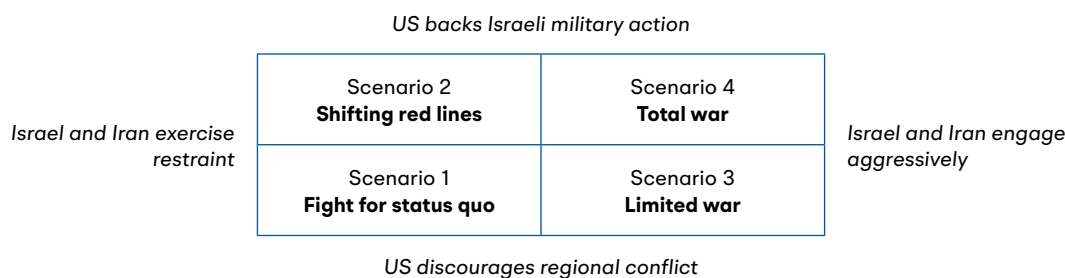 US backs Israeli military action
Scenario 2
Shifting red lines
Scenario 4
Total war
Israel and Iran exercise
restraint
Israel and Iran engage
aggressively
Scenario 1
Fight for status quo
Scenario 3
Limited war
US discourages regional conflict